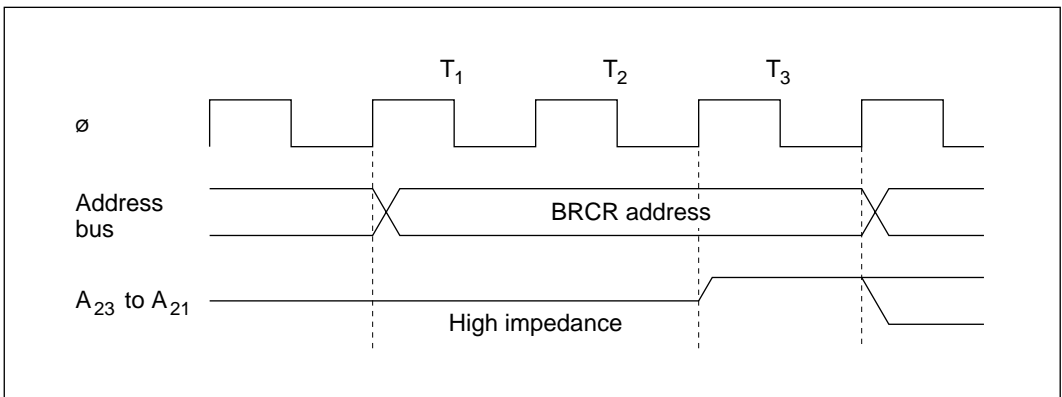 T1 T2 T3
ø
Address
bus
BRCR address
A23 to A21
High impedance